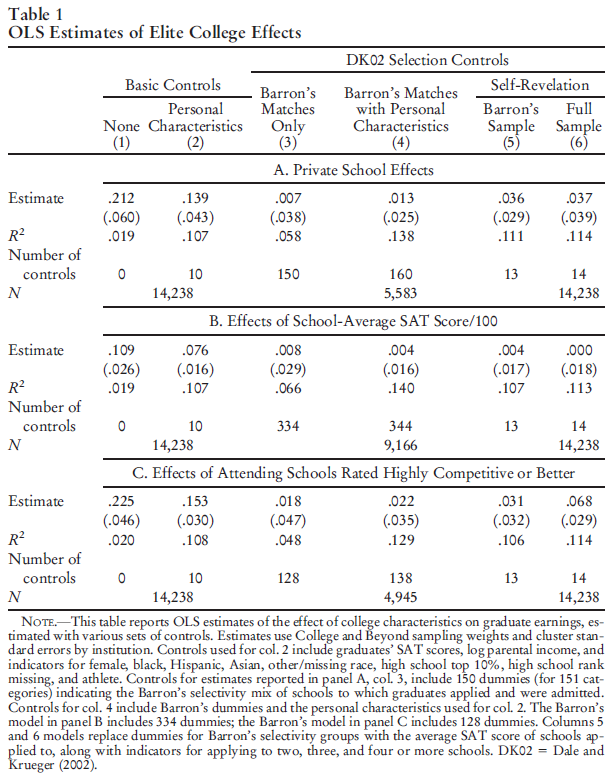 Table 1
OLS Estimates of Elite College Effects
DK02 Selection Controls
Basic Controls Barron's Barron's Matches Self-Revelation
Personal Matches with Personal Barron's Full
None Characteristics Only Characteristics Sample Sample
(1) (2) (3) (4) (5) (6)
A. Private School Effects
Estimate .212 .139 .007 .013 .036 .037
(.060) (.043) (.038) (.025) (.029) (.039)
R² .019 .107 .058 .138 .111 .114
Number of
controls 0 10 150 160 13 14
N 14,238 5,583 14,238
B. Effects of School-Average SAT Score/100
Estimate .109 .076 .008 .004 .004 .000
(.026) (.016) (.029) (.016) (.017) (.018)
R² .019 .107 .066 .140 .107 .113
Number of
controls 0 10 334 344 13 14
N 14,238 9,166 14,238
C. Effects of Attending Schools Rated Highly Competitive or Better
Estimate .225 .153 .018 .022 .031 .068
(.046) (.030) (.047) (.035) (.032) (.029)
R² .020 .108 .048 .129 .106 .114
Number of
controls 0 10 128 138 13 14
N 14,238 4,945 14,238
NOTE.—This table reports OLS estimates of the effect of college characteristics on graduate earnings, es-
timated with various sets of controls. Estimates use College and Beyond sampling weights and cluster stan-
dard errors by institution. Controls used for col. 2 include graduates' SAT scores, log parental income, and
indicators for female, black, Hispanic, Asian, other/missing race, high school top 10%, high school rank
missing, and athlete. Controls for estimates reported in panel A, col. 3, include 150 dummies (for 151 cat-
egories) indicating the Barron's selectivity mix of schools to which graduates applied and were admitted.
Controls for col. 4 include Barron's dummies and the personal characteristics used for col. 2. The Barron's
model in panel B includes 334 dummies; the Barron's model in panel C includes 128 dummies. Columns 5
and 6 models replace dummies for Barron's selectivity groups with the average SAT score of schools ap-
plied to, along with indicators for applying to two, three, and four or more schools. DK02 = Dale and
Krueger (2002).